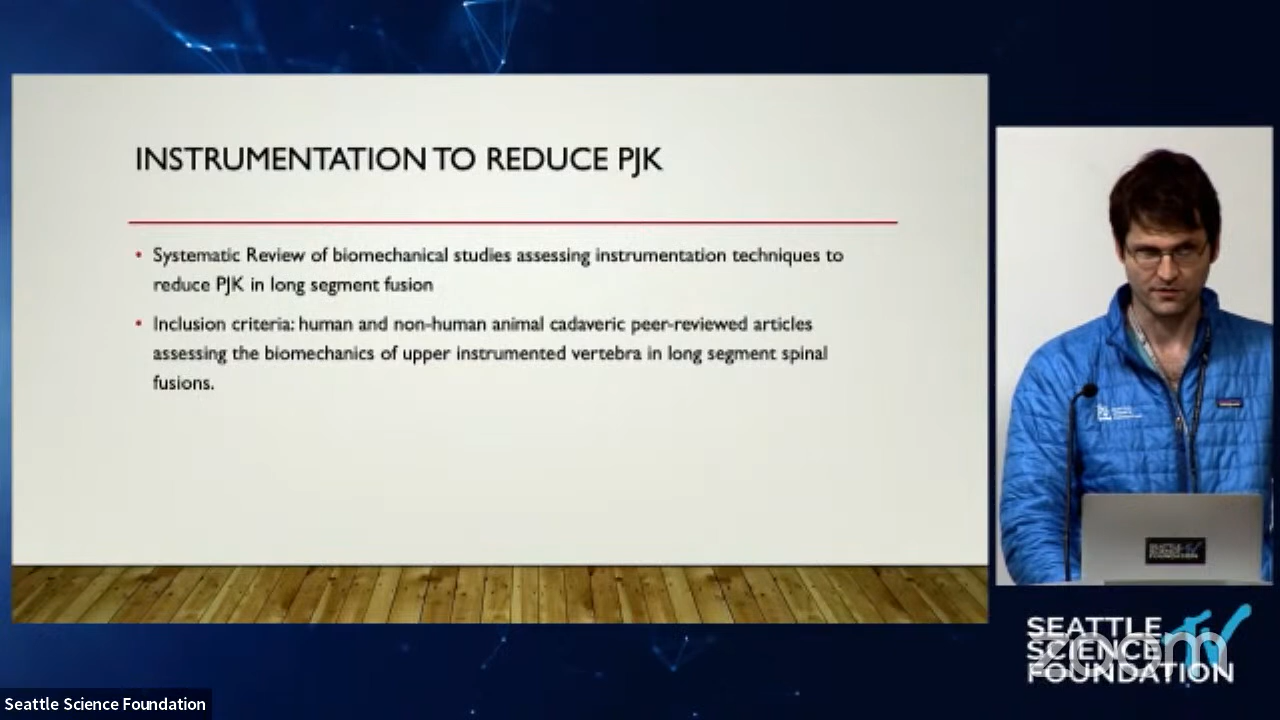 INSTRUMENTATION TO REDUCE PJK
• Systematic Review of biomechanical studies assessing instrumentation techniques to
reduce PJK in long segment fusion
• Inclusion criteria: human and non-human animal cadaveric peer-reviewed articles
assessing the biomechanics of upper instrumented vertebra in long segment spinal
fusions.
SEATTLE
SCIENCE
FOUNDATION
TV
zoom
Seattle Science Foundation